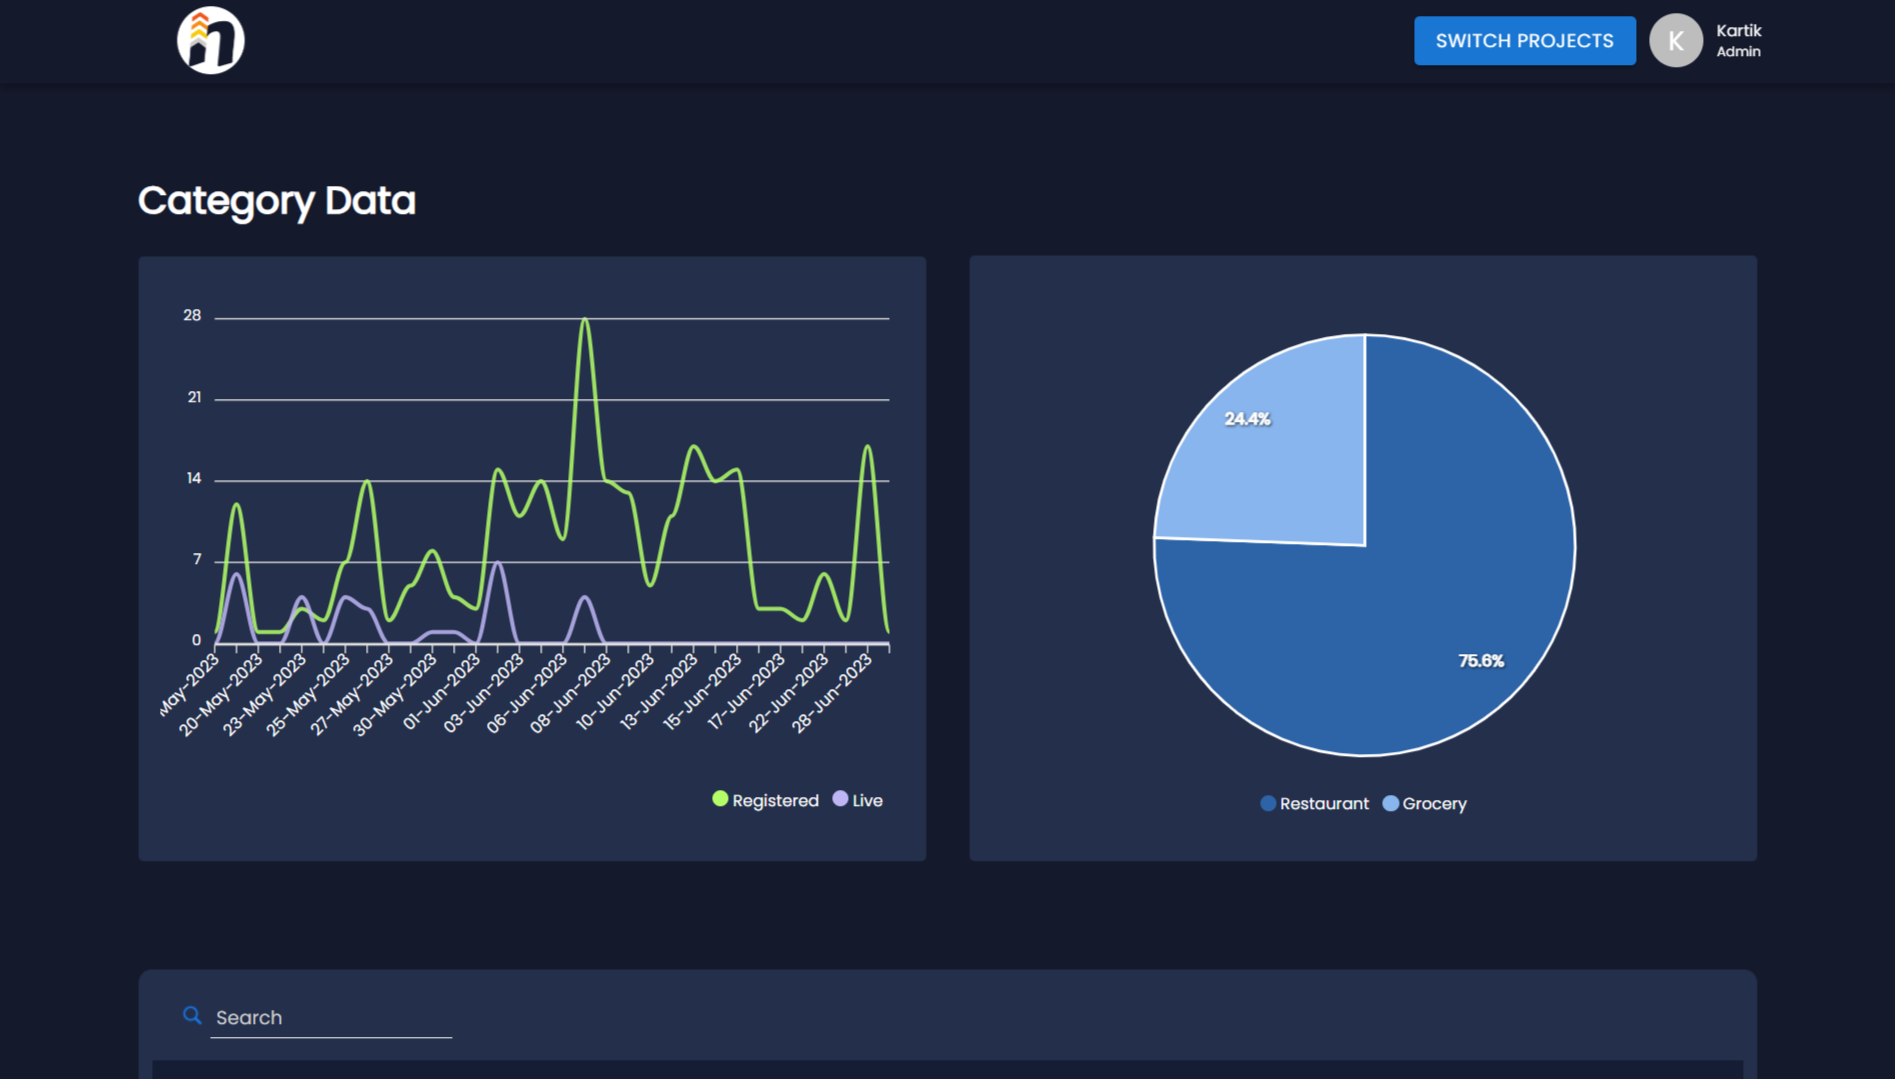 SWITCH PROJECTS
K
Kartik
Admin
Category Data
28
21
14
7
0
May-2023
20-May-2023
23-May-2023
25-May-2023
27-May-2023
30-May-2023
01-Jun-2023
03-Jun-2023
06-Jun-2023
08-Jun-2023
10-Jun-2023
13-Jun-2023
15-Jun-2023
17-Jun-2023
22-Jun-2023
28-Jun-2023
Registered Live
24.4%
75.6%
Restaurant Grocery
Search